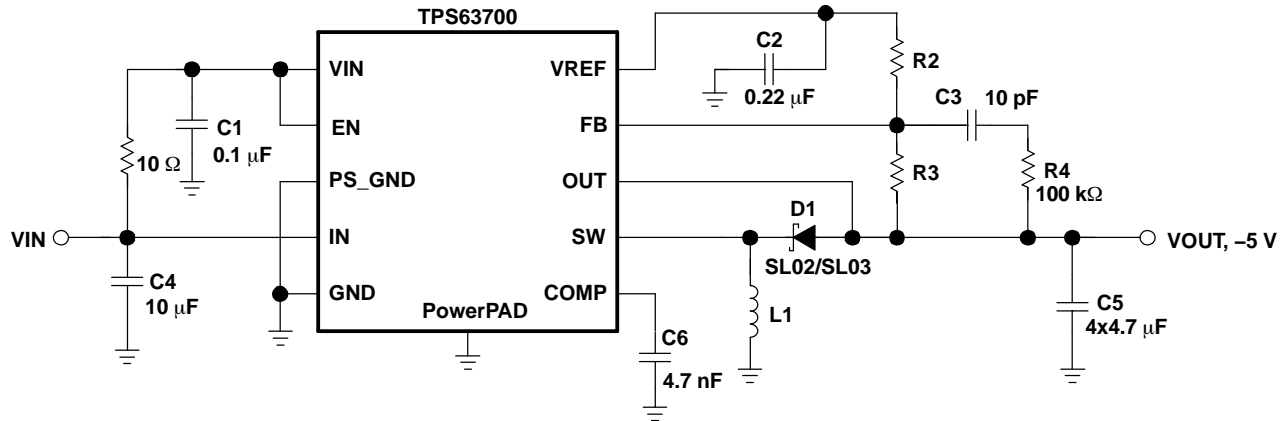 TPS63700
VIN
EN
PS_GND
IN
GND
VREF
FB
OUT
SW
COMP
PowerPAD
C1
0.1 μF
10 Ω
VIN
C4
10 μF
C2
0.22 μF
R2
C3
10 pF
R3
R4
100 kΩ
D1
SL02/SL03
VOUT, –5 V
L1
C5
4x4.7 μF
C6
4.7 nF